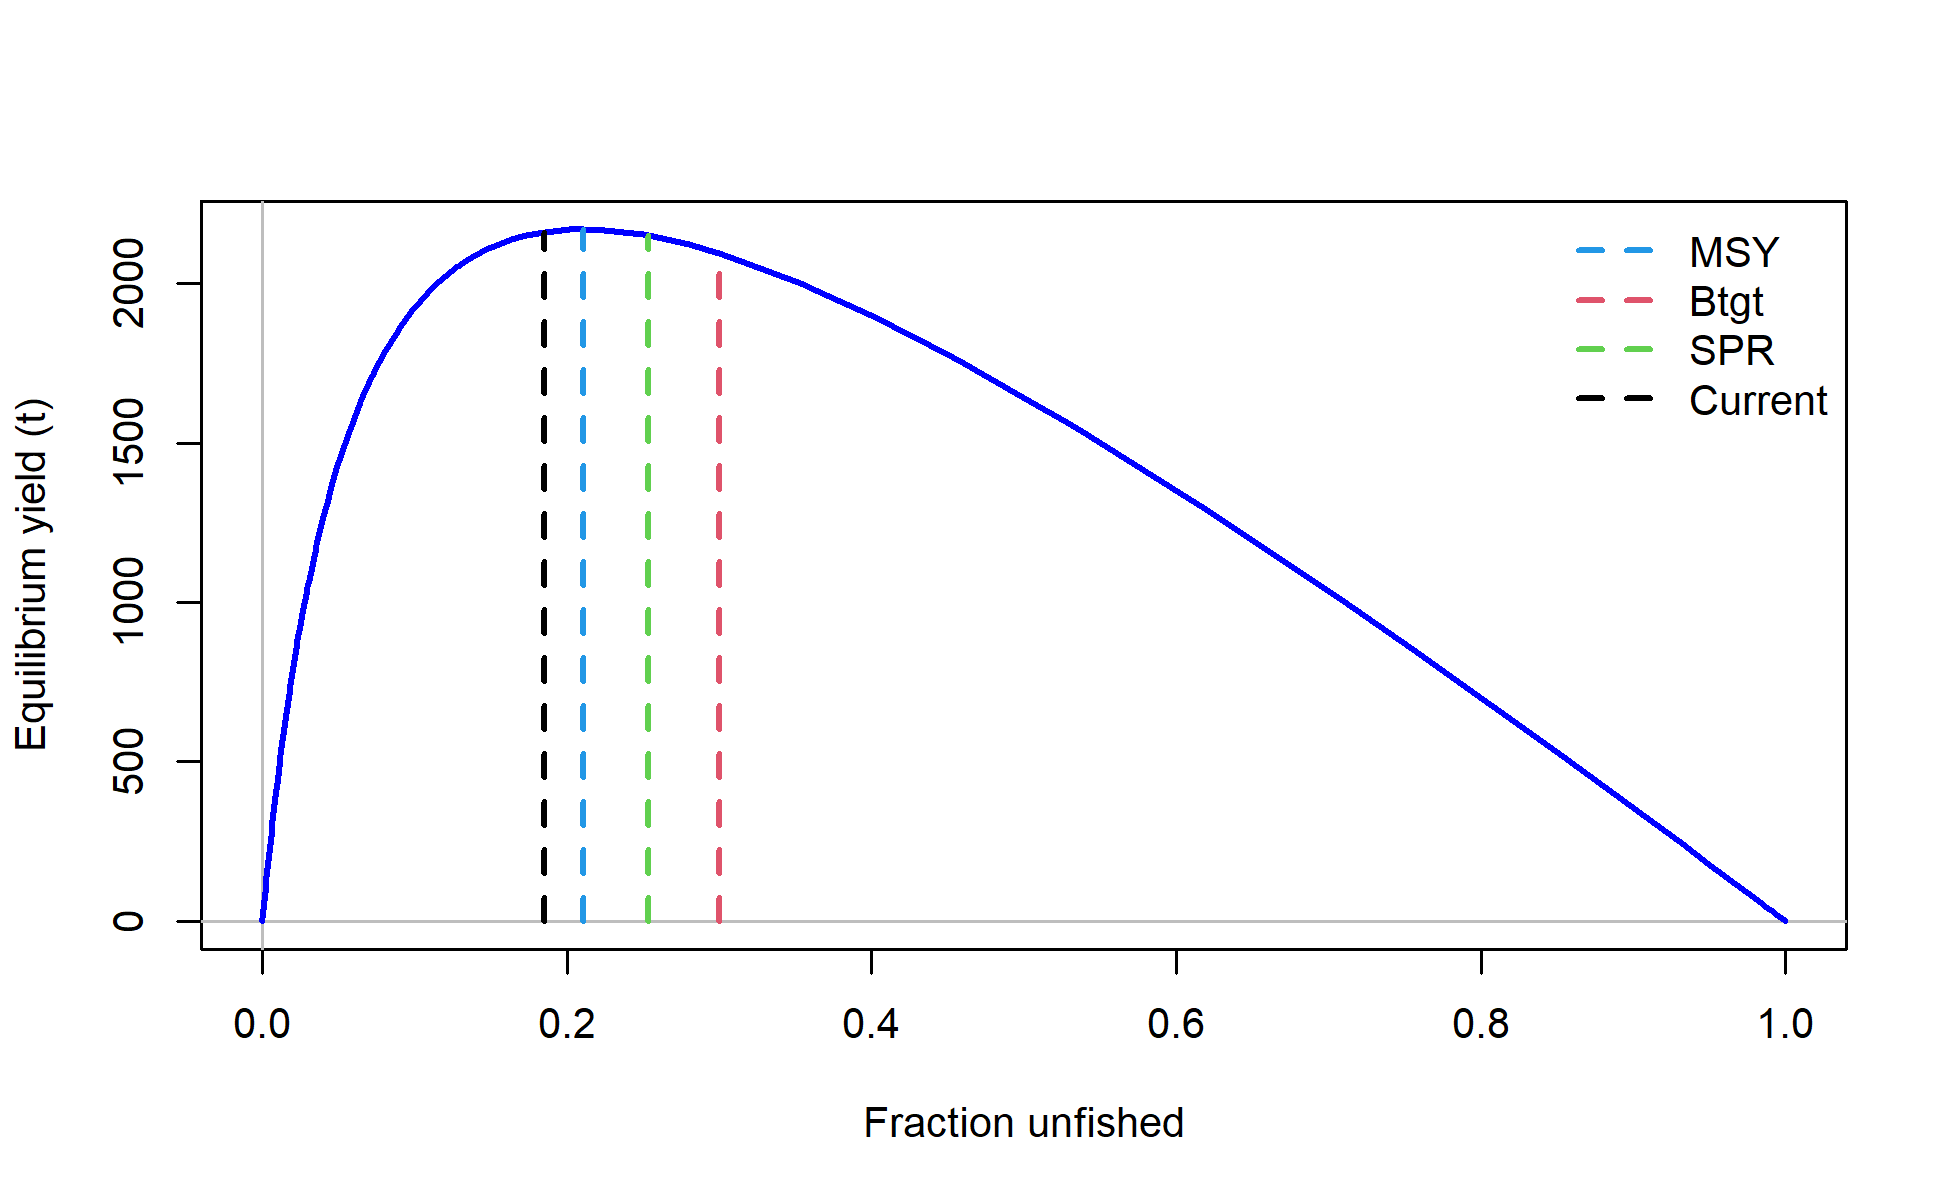 MSY
Btgt
SPR
Current
Equilibrium yield (t)
2000
1500
1000
500
0
0.0 0.2 0.4 0.6 0.8 1.0
Fraction unfished